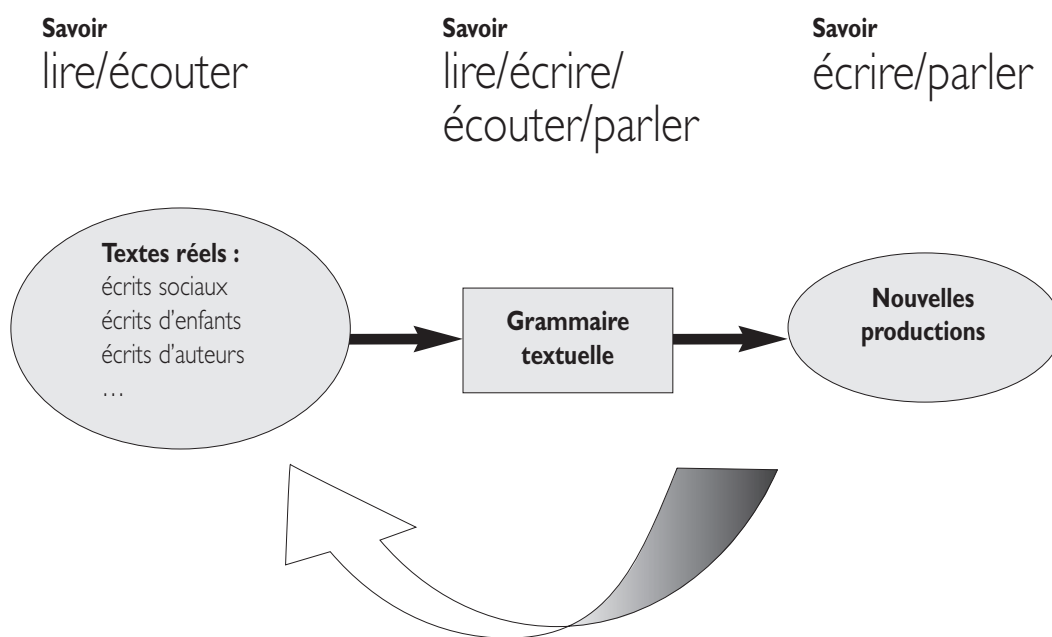 Savoir
lire/écouter
Savoir
lire/écrire/
écouter/parler
Savoir
écrire/parler
Textes réels :
écrits sociaux
écrits d'enfants
écrits d'auteurs
…
Grammaire
textuelle
Nouvelles
productions